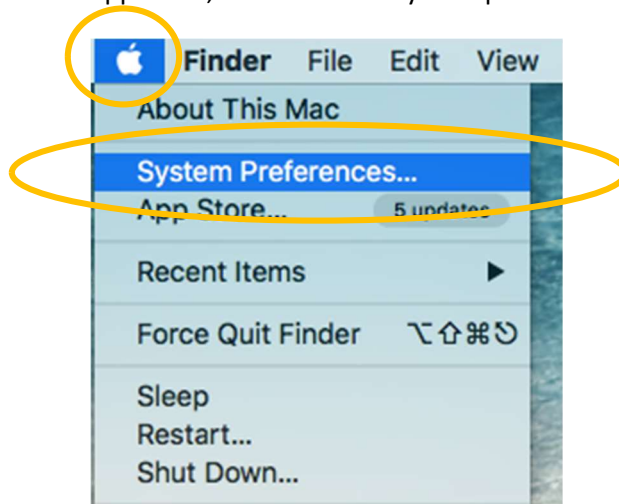 Finder File Edit View
About This Mac
System Preferences...
App Store... 5 updates
Recent Items ▶
Force Quit Finder ⌥⇧⌘⎋
Sleep
Restart...
Shut Down...